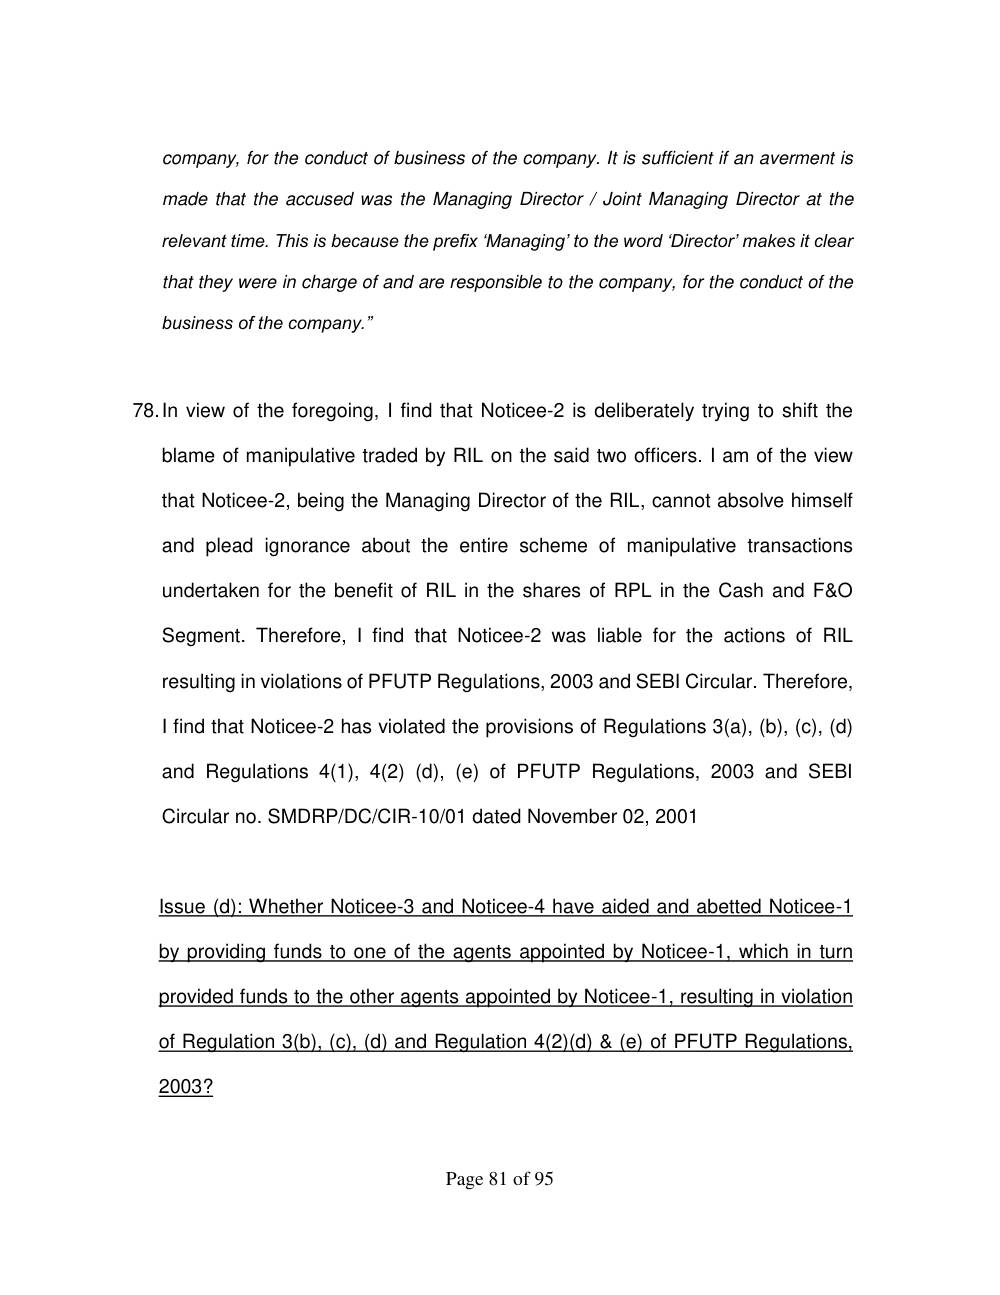 company, for the conduct of business of the company. It is sufficient if an averment is
made that the accused was the Managing Director / Joint Managing Director at the
relevant time. This is because the prefix ‘Managing’ to the word ‘Director’ makes it clear
that they were in charge of and are responsible to the company, for the conduct of the
business of the company.”
78. In view of the foregoing, I find that Noticee-2 is deliberately trying to shift the
blame of manipulative traded by RIL on the said two officers. I am of the view
that Noticee-2, being the Managing Director of the RIL, cannot absolve himself
and plead ignorance about the entire scheme of manipulative transactions
undertaken for the benefit of RIL in the shares of RPL in the Cash and F&O
Segment. Therefore, I find that Noticee-2 was liable for the actions of RIL
resulting in violations of PFUTP Regulations, 2003 and SEBI Circular. Therefore,
I find that Noticee-2 has violated the provisions of Regulations 3(a), (b), (c), (d)
and Regulations 4(1), 4(2) (d), (e) of PFUTP Regulations, 2003 and SEBI
Circular no. SMDRP/DC/CIR-10/01 dated November 02, 2001
Issue (d): Whether Noticee-3 and Noticee-4 have aided and abetted Noticee-1
by providing funds to one of the agents appointed by Noticee-1, which in turn
provided funds to the other agents appointed by Noticee-1, resulting in violation
of Regulation 3(b), (c), (d) and Regulation 4(2)(d) & (e) of PFUTP Regulations,
2003?
Page 81 of 95